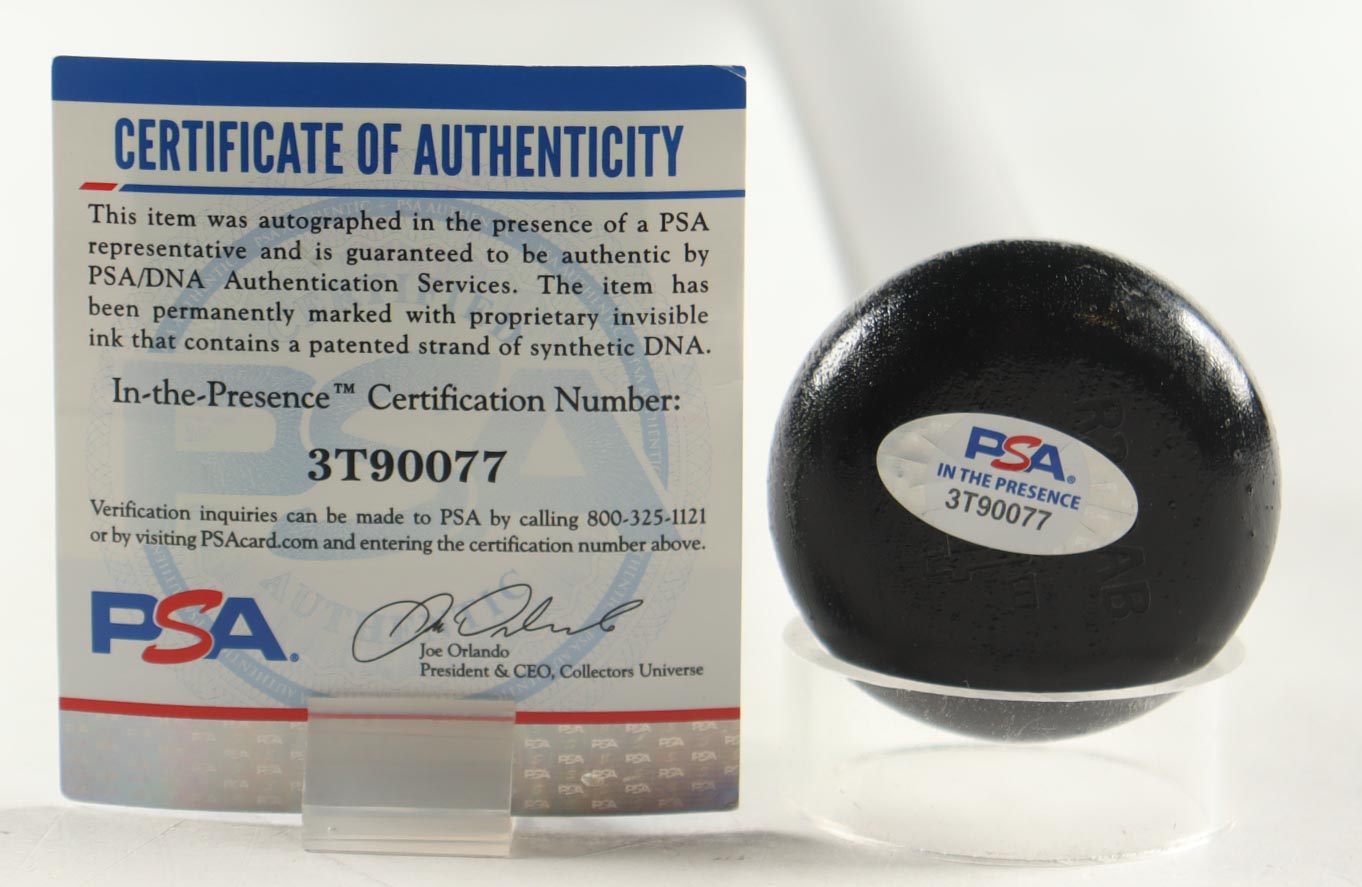 CERTIFICATE OF AUTHENTICITY
This item was autographed in the presence of a PSA
representative and is guaranteed to be authentic by
PSA/DNA Authentication Services. The item has
been permanently marked with proprietary invisible
ink that contains a patented strand of synthetic DNA.
In-the-Presence™ Certification Number:
3T90077
Verification inquiries can be made to PSA by calling 800-325-1121
or by visiting PSAcard.com and entering the certification number above.
PSA®
Joe Orlando
President & CEO, Collectors Universe
PSA®
IN THE PRESENCE
3T90077